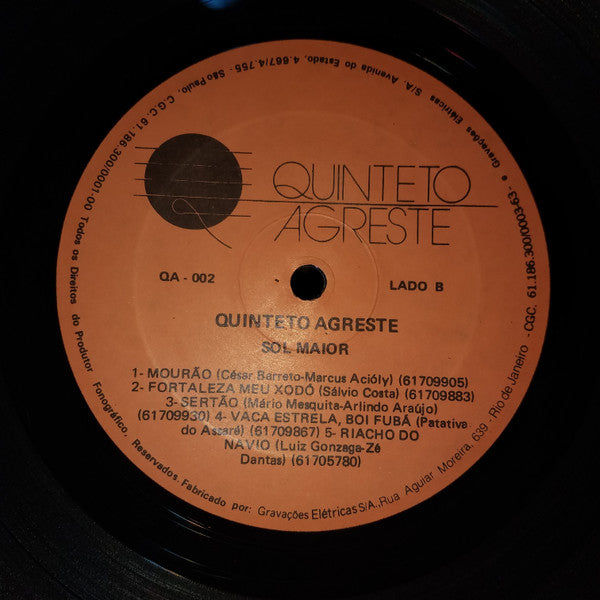 QUINTETO
AGRESTE
QA - 002
LADO B
QUINTETO AGRESTE
SOL MAIOR
1- MOURÃO (César Barreto-Marcus Acióly) (61709905)
2- FORTALEZA MEU XODÓ (Sálvio Costa) (61709883)
3- SERTÃO (Mário Mesquita-Arlindo Araújo)
(61709930) 4- VACA ESTRELA, BOI FUBÁ (Patativa
do Assaré) (61709867) 5- RIACHO DO
NAVIO (Luiz Gonzaga-Zé
Dantas) (61705780)
Todos os Direitos do Produtor Fonográfico, Reservados. Fabricado por: Gravações Elétricas S/A., Rua Aguiar Moreira, 639 - Rio de Janeiro - CGC. 61.186.300/0003-63 - • Gravações Elétricas S/A. Avenida do Estado, 4.667/4.755 - São Paulo, C.G.C. 61.186.300/0001-00